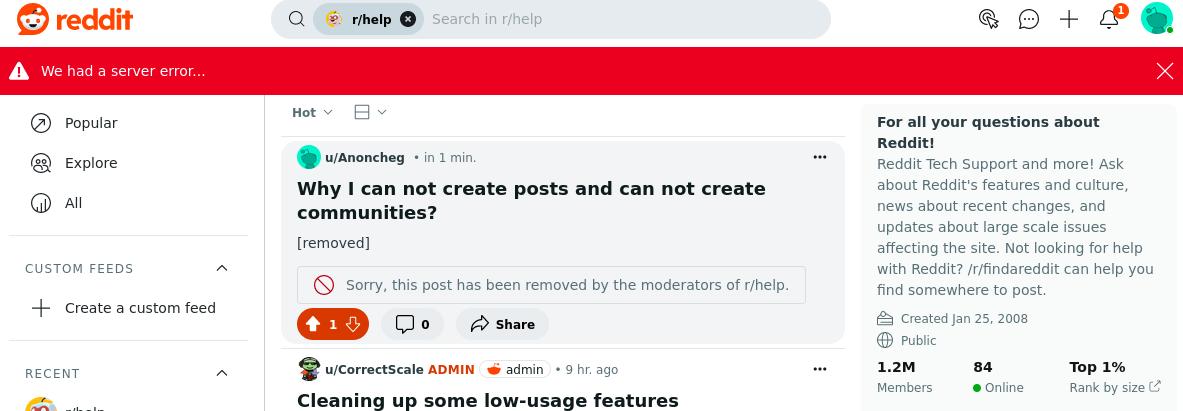 reddit
r/help
Search in r/help
1
We had a server error...
Popular
Explore
All
CUSTOM FEEDS
Create a custom feed
RECENT
r/help
Hot
u/Anoncheg • in 1 min.
Why I can not create posts and can not create
communities?
[removed]
Sorry, this post has been removed by the moderators of r/help.
1
0
Share
u/CorrectScale ADMIN admin • 9 hr. ago
Cleaning up some low-usage features
For all your questions about
Reddit!
Reddit Tech Support and more! Ask
about Reddit's features and culture,
news about recent changes, and
updates about large scale issues
affecting the site. Not looking for help
with Reddit? /r/findareddit can help you
find somewhere to post.
Created Jan 25, 2008
Public
1.2M 84 Top 1%
Members Online Rank by size